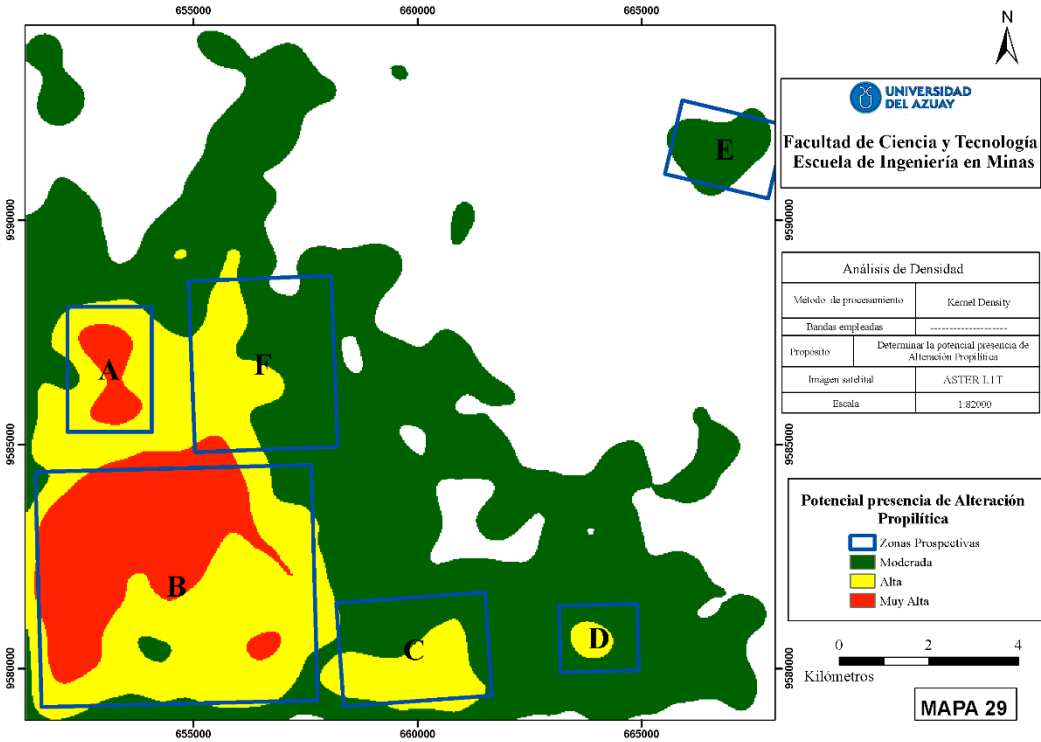 655000
660000
665000
N
9590000
9585000
9580000
A
B
C
D
E
F
9590000
9585000
9580000
655000
660000
665000
UNIVERSIDAD
DEL AZUAY
Facultad de Ciencia y Tecnología
Escuela de Ingeniería en Minas
Análisis de Densidad
Método de procesamiento Kernel Density
Bandas empleadas --------------------
Propósito Determinar la potencial presencia de
Alteración Propilítica
Imágen satelital ASTER L1T
Escala 1:82000
Potencial presencia de Alteración
Propilítica
Zonas Prospectivas
Moderada
Alta
Muy Alta
0 2 4
Kilómetros
MAPA 29